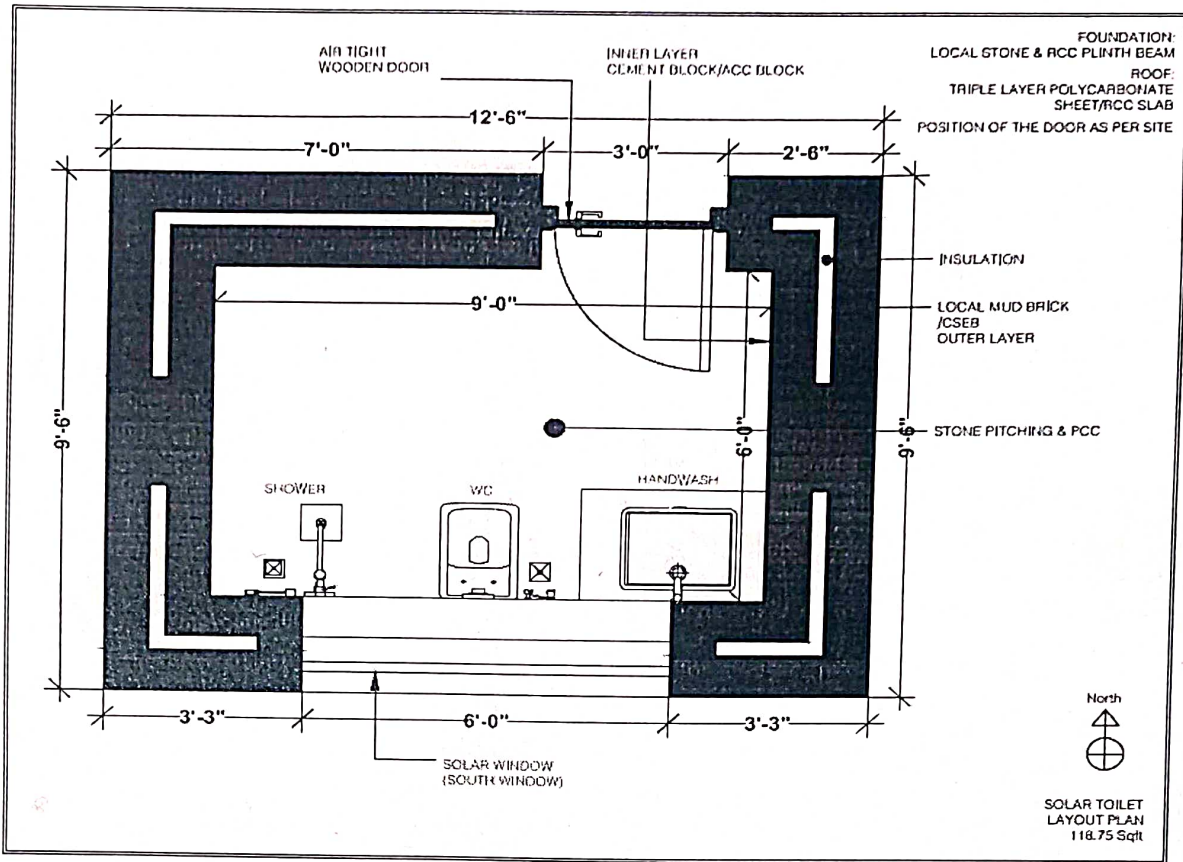 AIR TIGHT
WOODEN DOOR
INNER LAYER
CEMENT BLOCK/ACC BLOCK
FOUNDATION:
LOCAL STONE & RCC PLINTH BEAM
ROOF:
TRIPLE LAYER POLYCARBONATE
SHEET/RCC SLAB
POSITION OF THE DOOR AS PER SITE
12'-6"
7'-0"
3'-0"
2'-6"
INSULATION
9'-0"
LOCAL MUD BRICK
/CSEB
OUTER LAYER
9'-6"
6'-0"
9'-6"
STONE PITCHING & PCC
SHOWER
WC
HANDWASH
3'-3"
6'-0"
3'-3"
SOLAR WINDOW
(SOUTH WINDOW)
North
SOLAR TOILET
LAYOUT PLAN
118.75 Sqft